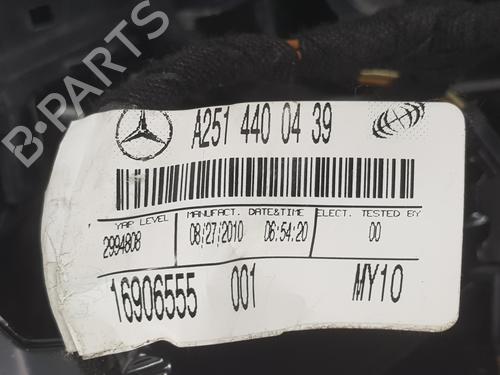 B-PARTS
A251 440 04 39
YAP LEVEL MANUFACT. DATE&TIME ELECT. TESTED BY
2994808 08/27/2010 06:54:20 00
16906555 001 MY10